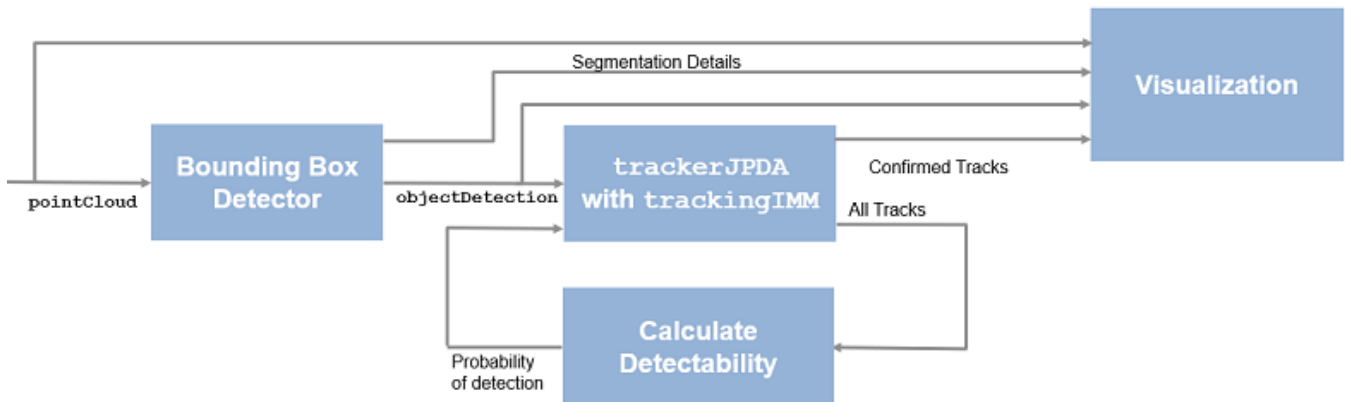 Segmentation Details
Visualization
Bounding Box
Detector
pointCloud
objectDetection
trackerJPDA
with trackingIMM
Confirmed Tracks
All Tracks
Calculate
Detectability
Probability
of detection